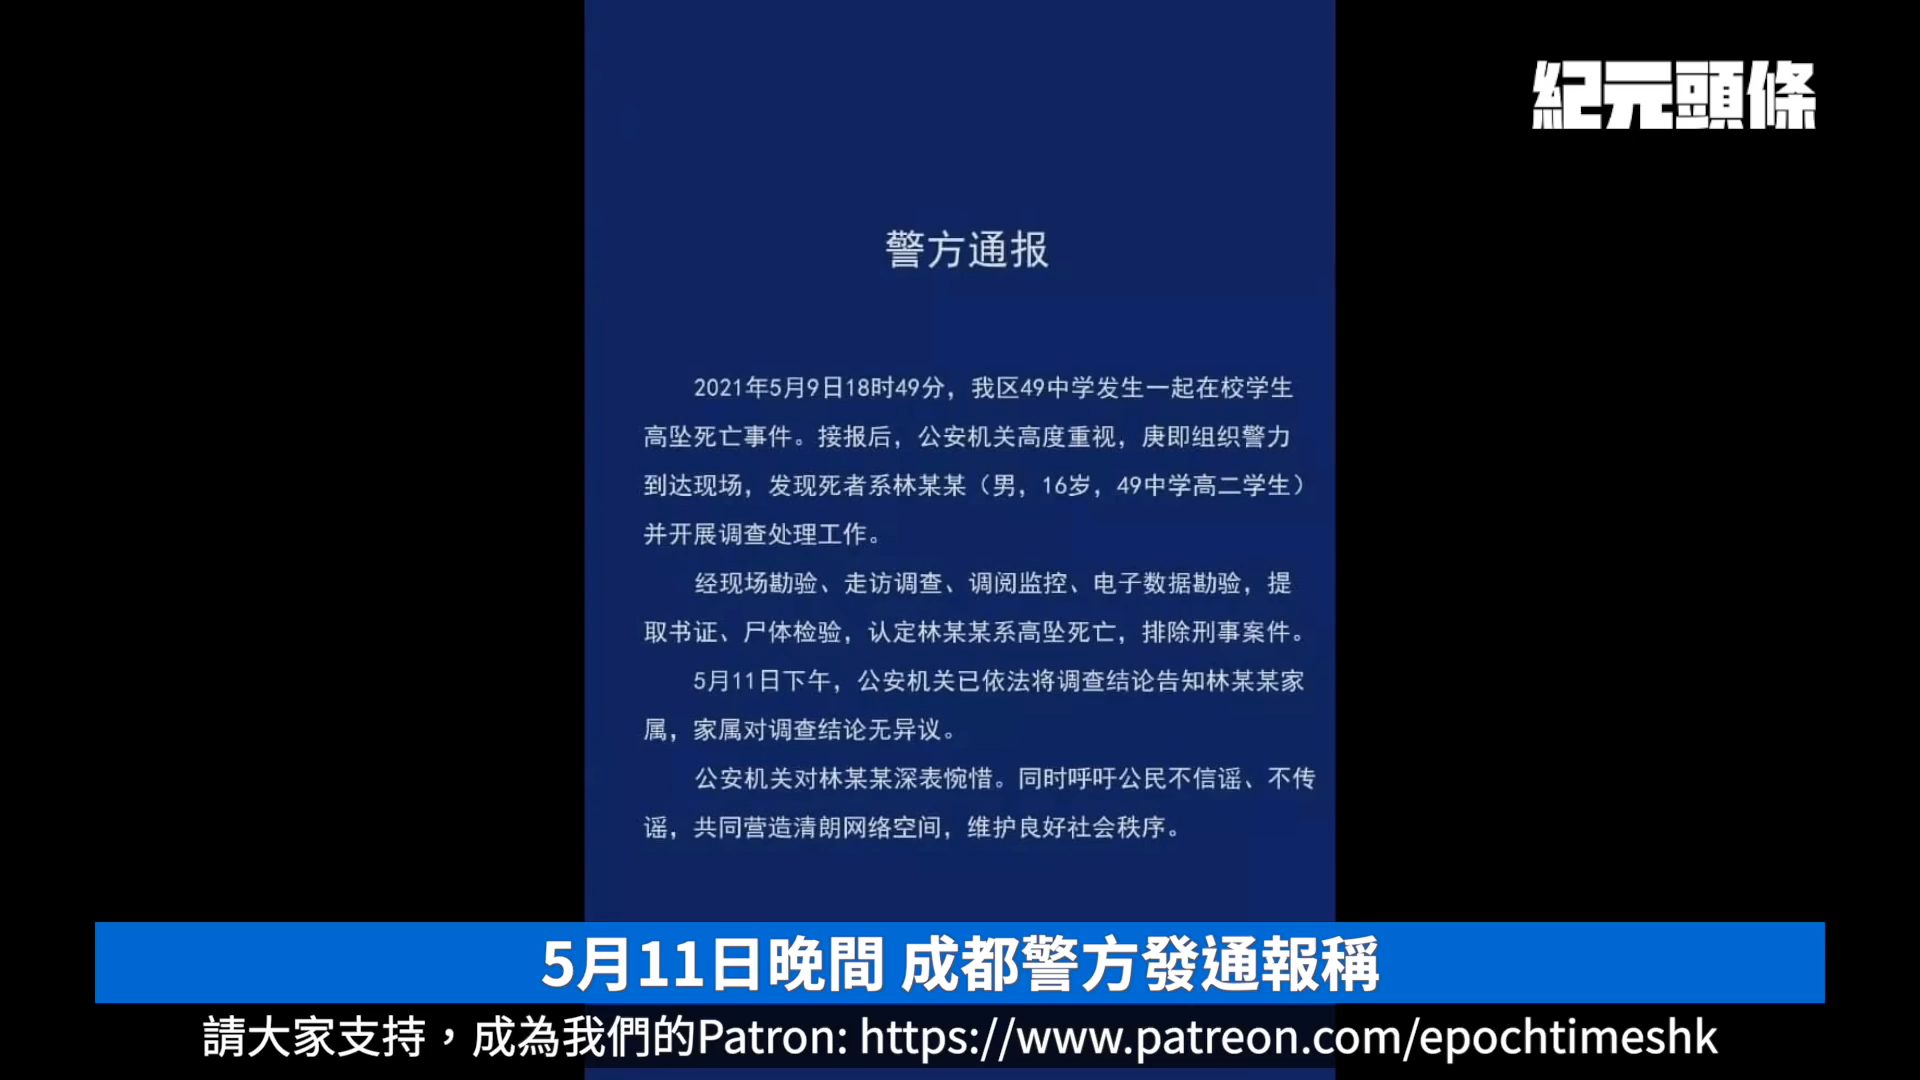 紀元頭條
警方通报
2021年5月9日18时49分，我区49中学发生一起在校学生
高坠死亡事件。接报后，公安机关高度重视，庚即组织警力
到达现场，发现死者系林某某（男，16岁，49中学高二学生）
并开展调查处理工作。
经现场勘验、走访调查、调阅监控、电子数据勘验，提
取书证、尸体检验，认定林某某系高坠死亡，排除刑事案件。
5月11日下午，公安机关已依法将调查结论告知林某某家
属，家属对调查结论无异议。
公安机关对林某某深表惋惜。同时呼吁公民不信谣、不传
谣，共同营造清朗网络空间，维护良好社会秩序。
5月11日晚間 成都警方發通報稱
請大家支持，成為我們的Patron: https://www.patreon.com/epochtimeshk